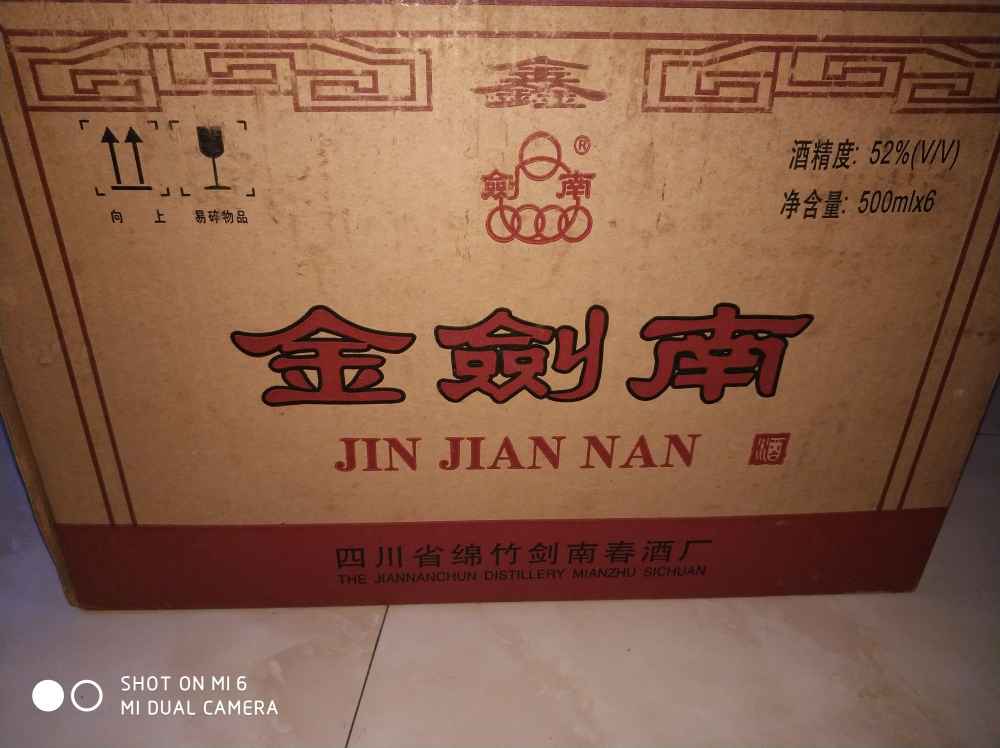 鑫
®
劍南
酒精度: 52%(V/V)
净含量: 500mlx6
向 上 易碎物品
金劍南
JIN JIAN NAN 酒
四川省绵竹剑南春酒厂
THE JIANNANCHUN DISTILLERY MIANZHU SICHUAN
SHOT ON MI 6
MI DUAL CAMERA